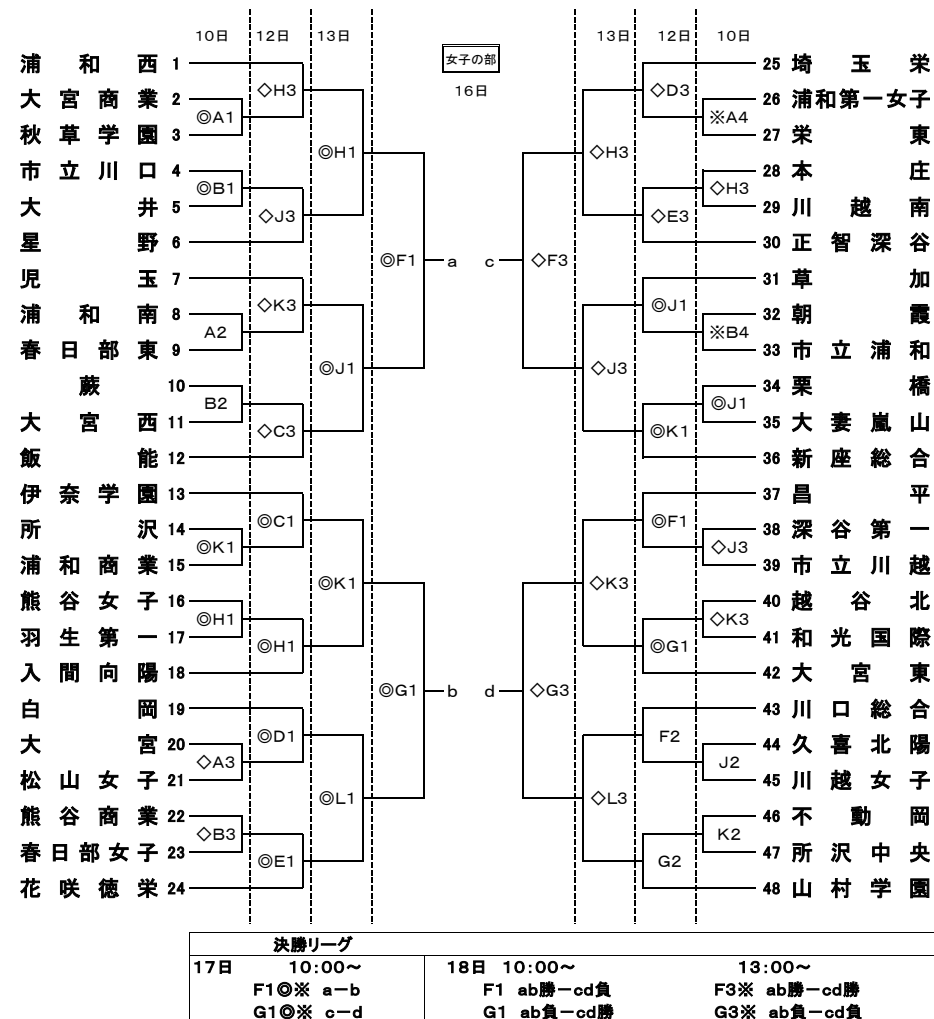 10日 12日 13日 13日 12日 10日
女子の部
16日
浦和西 1 25 埼玉栄
◇H3 ◇D3
大宮商業 2 26 浦和第一女子
◎A1 ※A4
秋草学園 3 27 栄東
◎H1 ◇H3
市立川口 4 28 本庄
◎B1 ◇H3
大井 5 29 川越南
◇J3 ◇E3
星野 6 30 正智深谷
◎F1 a c ◇F3
児玉 7 31 草加
◇K3 ◎J1
浦和南 8 32 朝霞
A2 ※B4
春日部東 9 33 市立浦和
◎J1 ◇J3
蕨 10 34 栗橋
B2 ◎J1
大宮西 11 35 大妻嵐山
◇C3 ◎K1
飯能 12 36 新座総合
伊奈学園 13 37 昌平
◎C1 ◎F1
所沢 14 38 深谷第一
◎K1 ◇J3
浦和商業 15 39 市立川越
◎K1 ◇K3
熊谷女子 16 40 越谷北
◎H1 ◇K3
羽生第一 17 41 和光国際
◎H1 ◎G1
入間向陽 18 42 大宮東
◎G1 b d ◇G3
白岡 19 43 川口総合
◎D1 F2
大宮 20 44 久喜北陽
◇A3 J2
松山女子 21 45 川越女子
◎L1 ◇L3
熊谷商業 22 46 不動岡
◇B3 K2
春日部女子 23 47 所沢中央
◎E1 G2
花咲徳栄 24 48 山村学園
決勝リーグ
17日 10:00～ 18日 10:00～ 13:00～
F1◎※ a－b F1 ab勝－cd負 F3※ ab勝－cd勝
G1◎※ c－d G1 ab負－cd勝 G3※ ab負－cd負